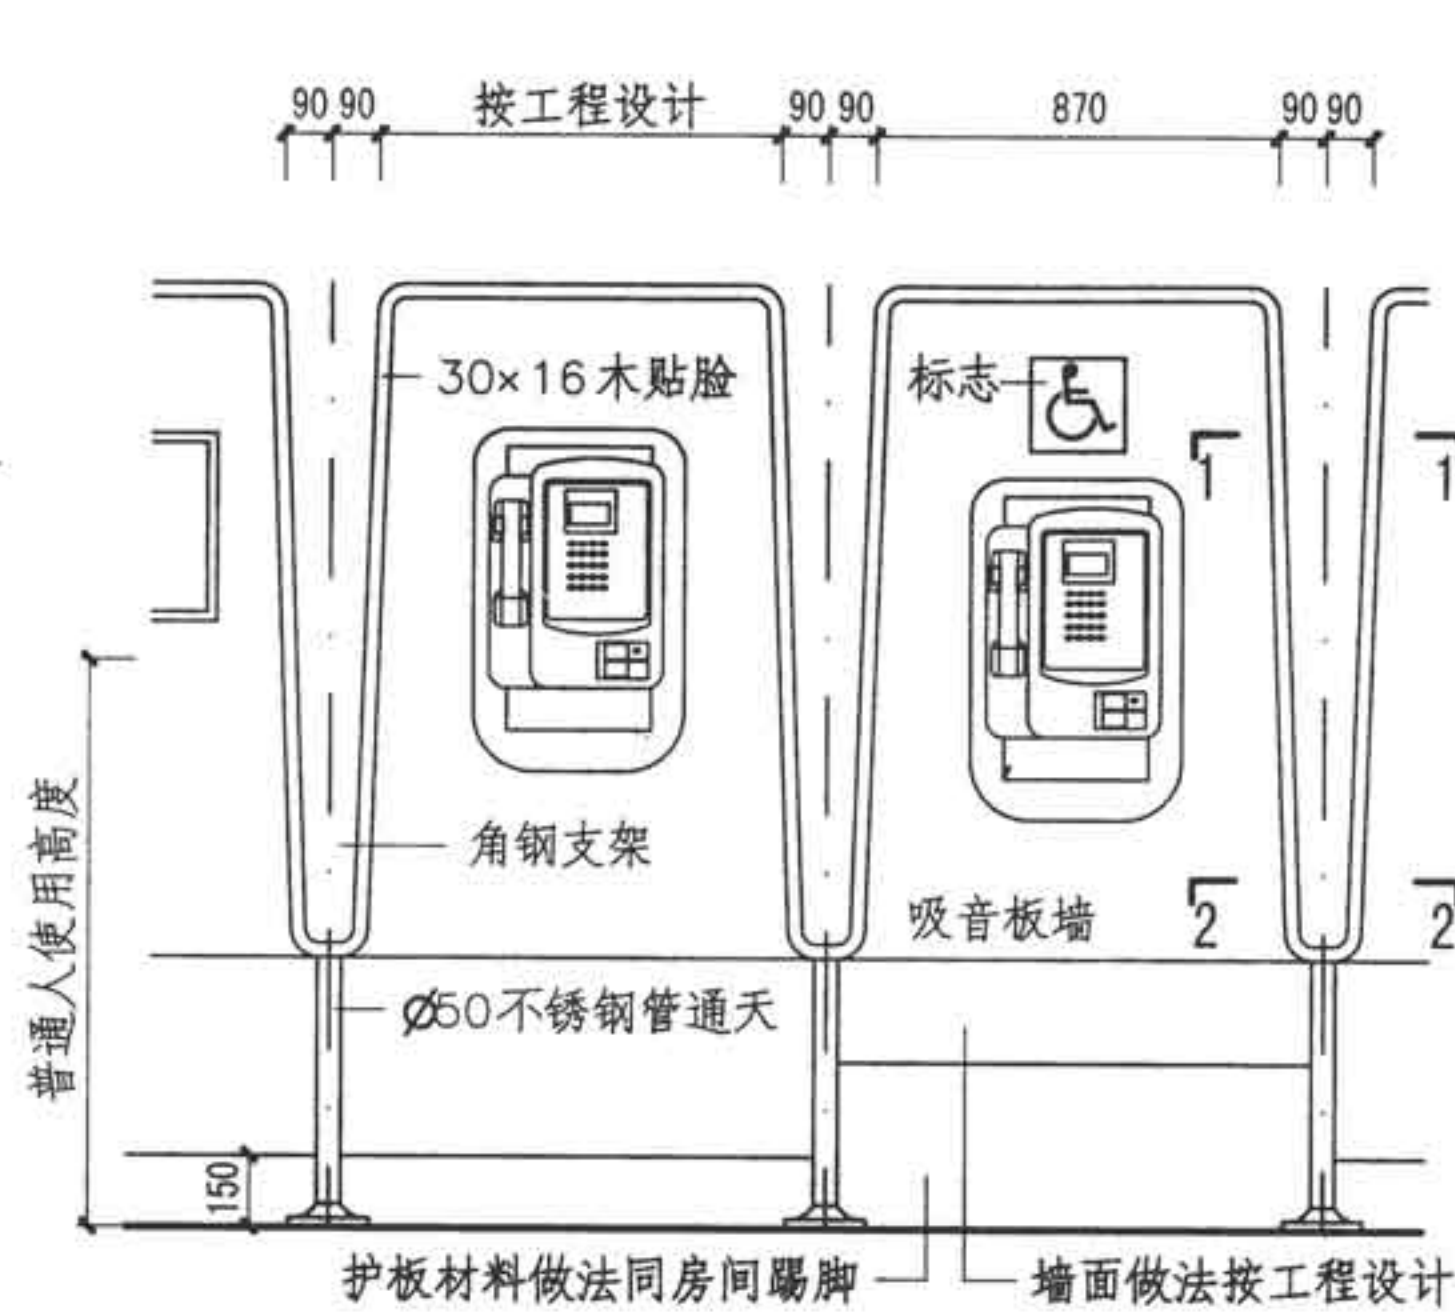 90 90 按工程设计 90 90 870 90 90
30×16木贴脸
标志
1 1
角钢支架
吸音板墙
2 2
ø50不锈钢管通天
普通人使用高度
150
护板材料做法同房间踢脚
墙面做法按工程设计